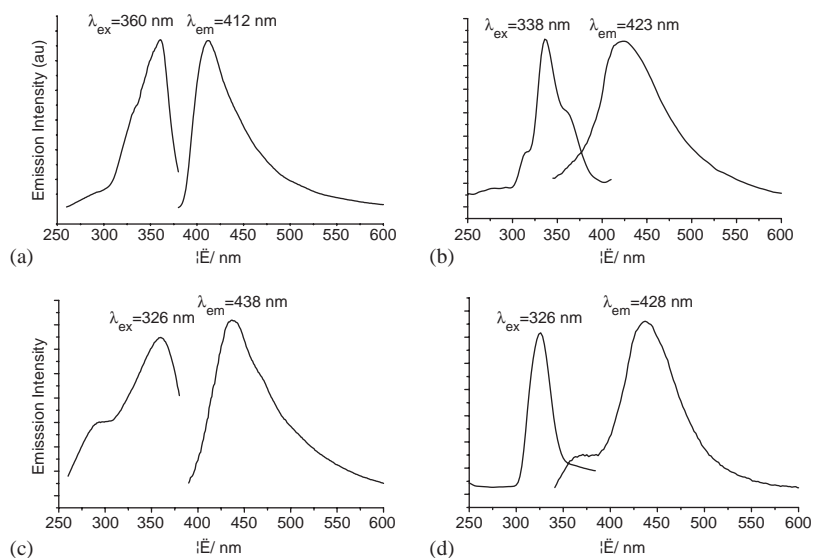 λex=360 nm λem=412 nm
Emission Intensity (au)
250 300 350 400 450 500 550 600
¦Ë/ nm
(a)
λex=338 nm λem=423 nm
250 300 350 400 450 500 550 600
¦Ë/ nm
(b)
λex=326 nm λem=438 nm
Emisssion Intensity
250 300 350 400 450 500 550 600
¦Ë/ nm
(c)
λex=326 nm λem=428 nm
250 300 350 400 450 500 550 600
¦Ë/ nm
(d)